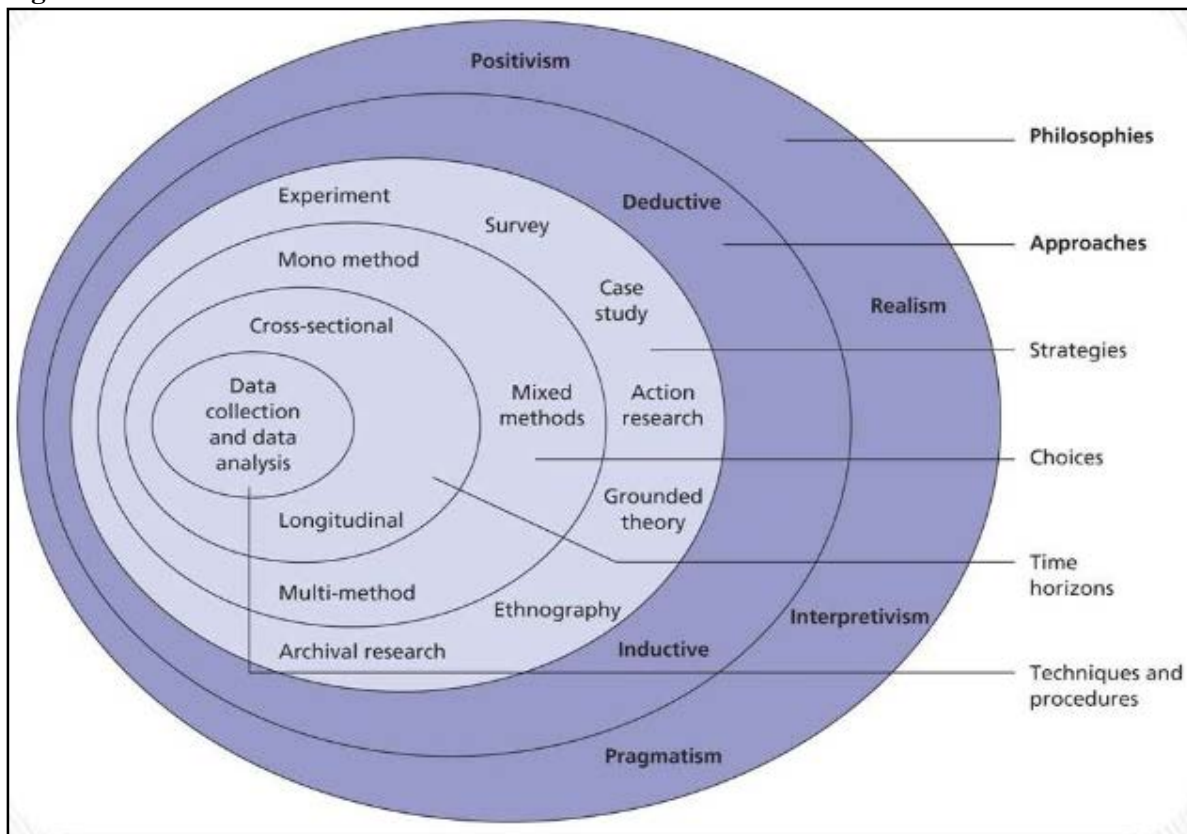 Positivism
Philosophies
Experiment
Deductive
Survey
Approaches
Mono method
Case
study
Realism
Cross-sectional
Strategies
Data
collection
and data
analysis
Mixed
methods
Action
research
Choices
Grounded
theory
Longitudinal
Time
horizons
Multi-method
Ethnography
Interpretivism
Archival research
Inductive
Techniques and
procedures
Pragmatism